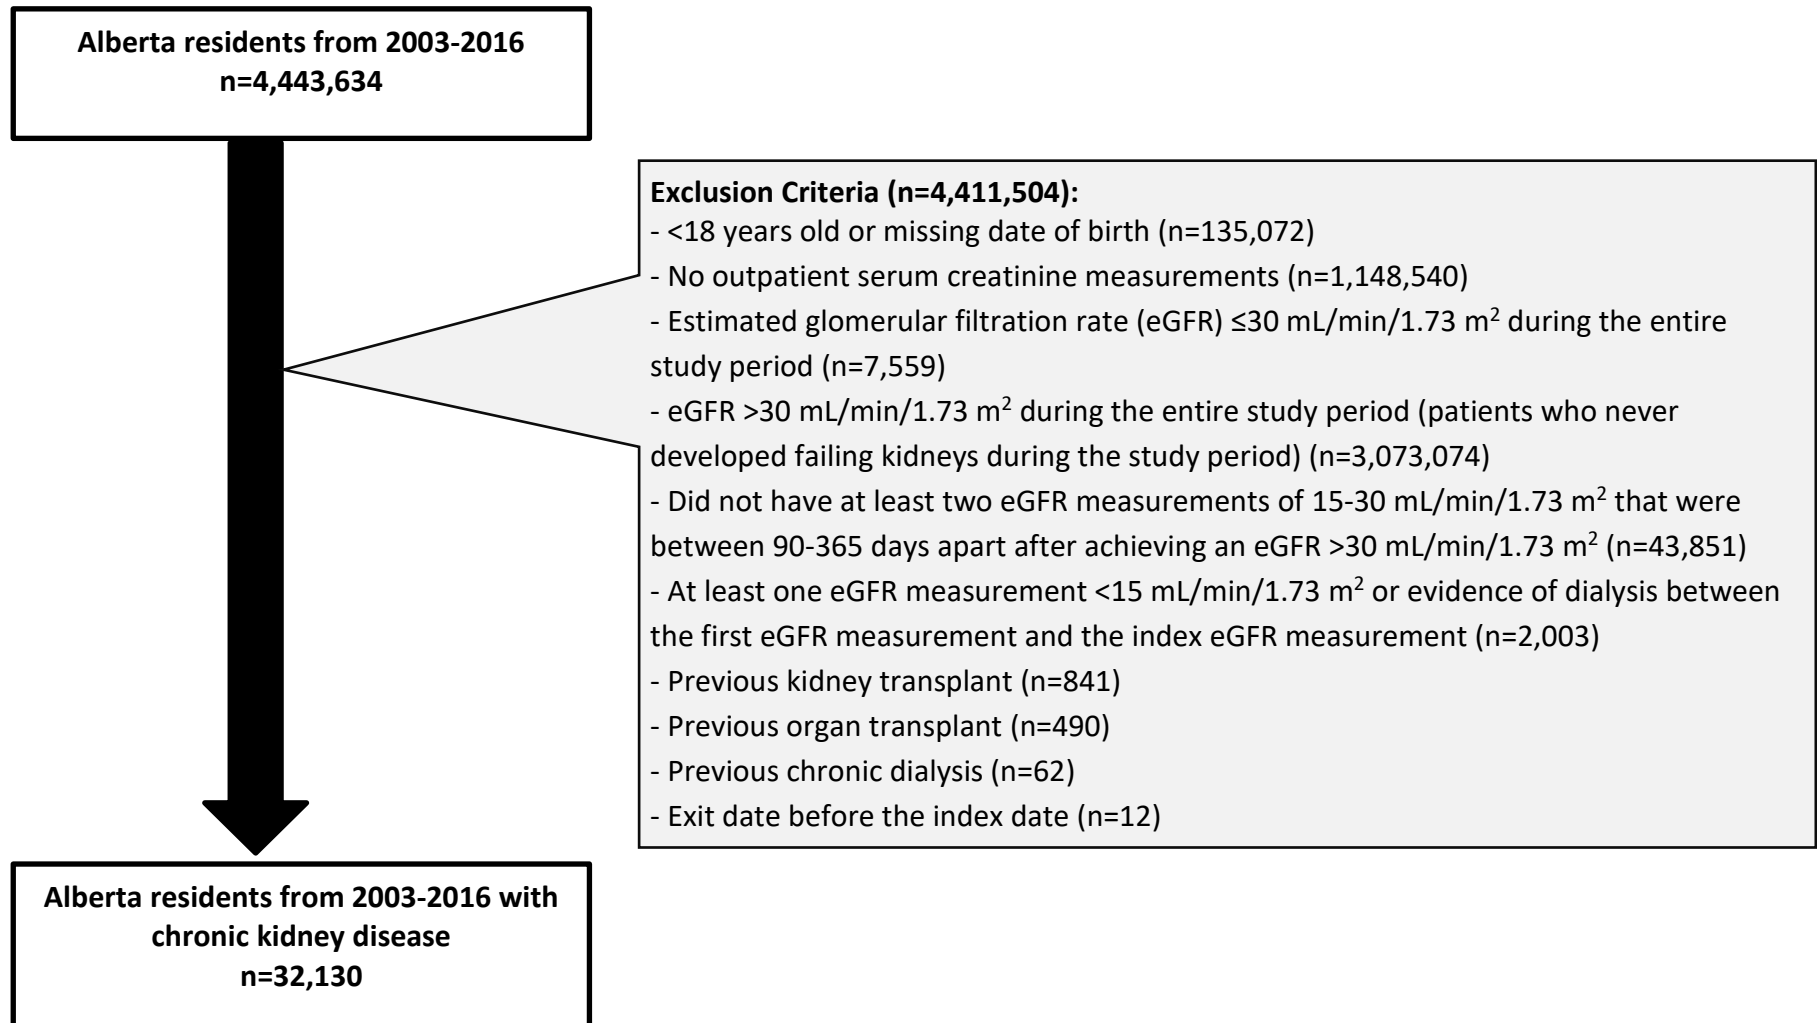 Alberta residents from 2003-2016
n=4,443,634
Exclusion Criteria (n=4,411,504):
- <18 years old or missing date of birth (n=135,072)
- No outpatient serum creatinine measurements (n=1,148,540)
- Estimated glomerular filtration rate (eGFR) ≤30 mL/min/1.73 m² during the entire
study period (n=7,559)
- eGFR >30 mL/min/1.73 m² during the entire study period (patients who never
developed failing kidneys during the study period) (n=3,073,074)
- Did not have at least two eGFR measurements of 15-30 mL/min/1.73 m² that were
between 90-365 days apart after achieving an eGFR >30 mL/min/1.73 m² (n=43,851)
- At least one eGFR measurement <15 mL/min/1.73 m² or evidence of dialysis between
the first eGFR measurement and the index eGFR measurement (n=2,003)
- Previous kidney transplant (n=841)
- Previous organ transplant (n=490)
- Previous chronic dialysis (n=62)
- Exit date before the index date (n=12)
Alberta residents from 2003-2016 with
chronic kidney disease
n=32,130